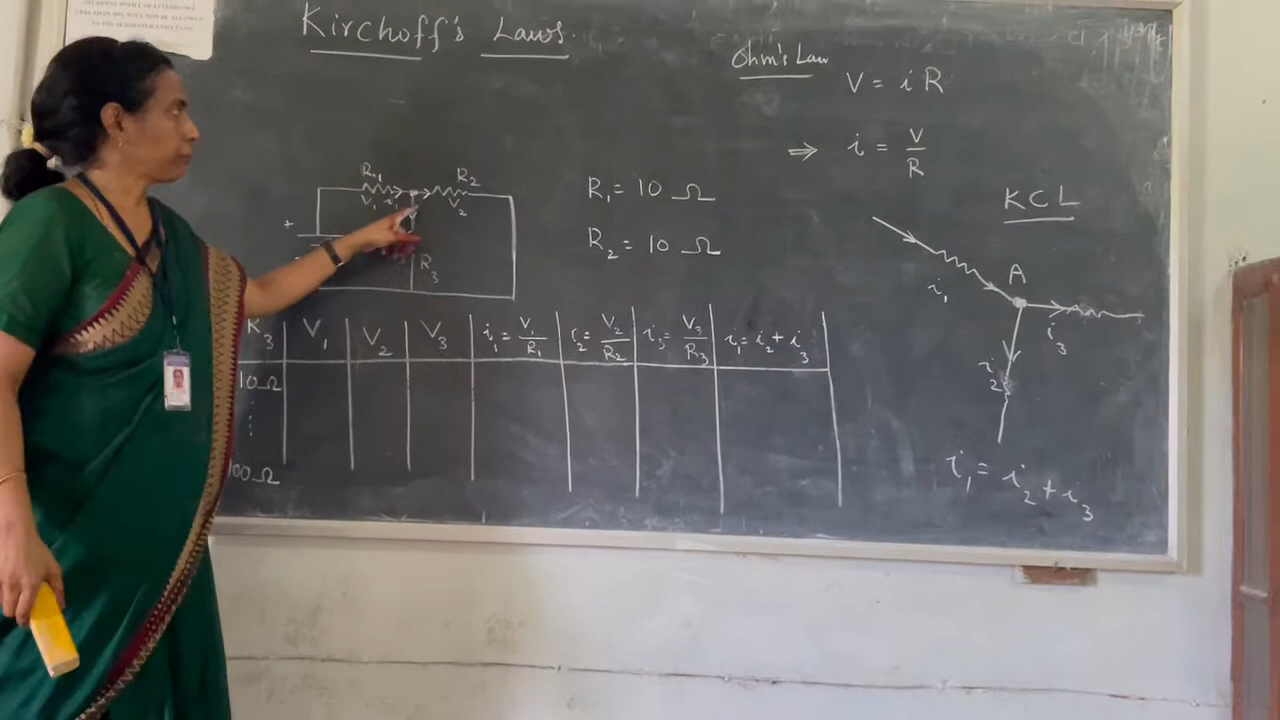 Kirchoff's Laws.
Ohm's Law
V = i R
⇒ i = V/R
R₁ = 10 Ω
R₂ = 10 Ω
R₁
R₂
V₁ i₁
V₂
+
R₃
KCL
A
i₁
i₃
i₂
i₁ = i₂ + i₃
R₃ V₁ V₂ V₃ i₁ = V₁/R₁ i₂ = V₂/R₂ i₃ = V₃/R₃ i₁ = i₂ + i₃
10 Ω
100 Ω